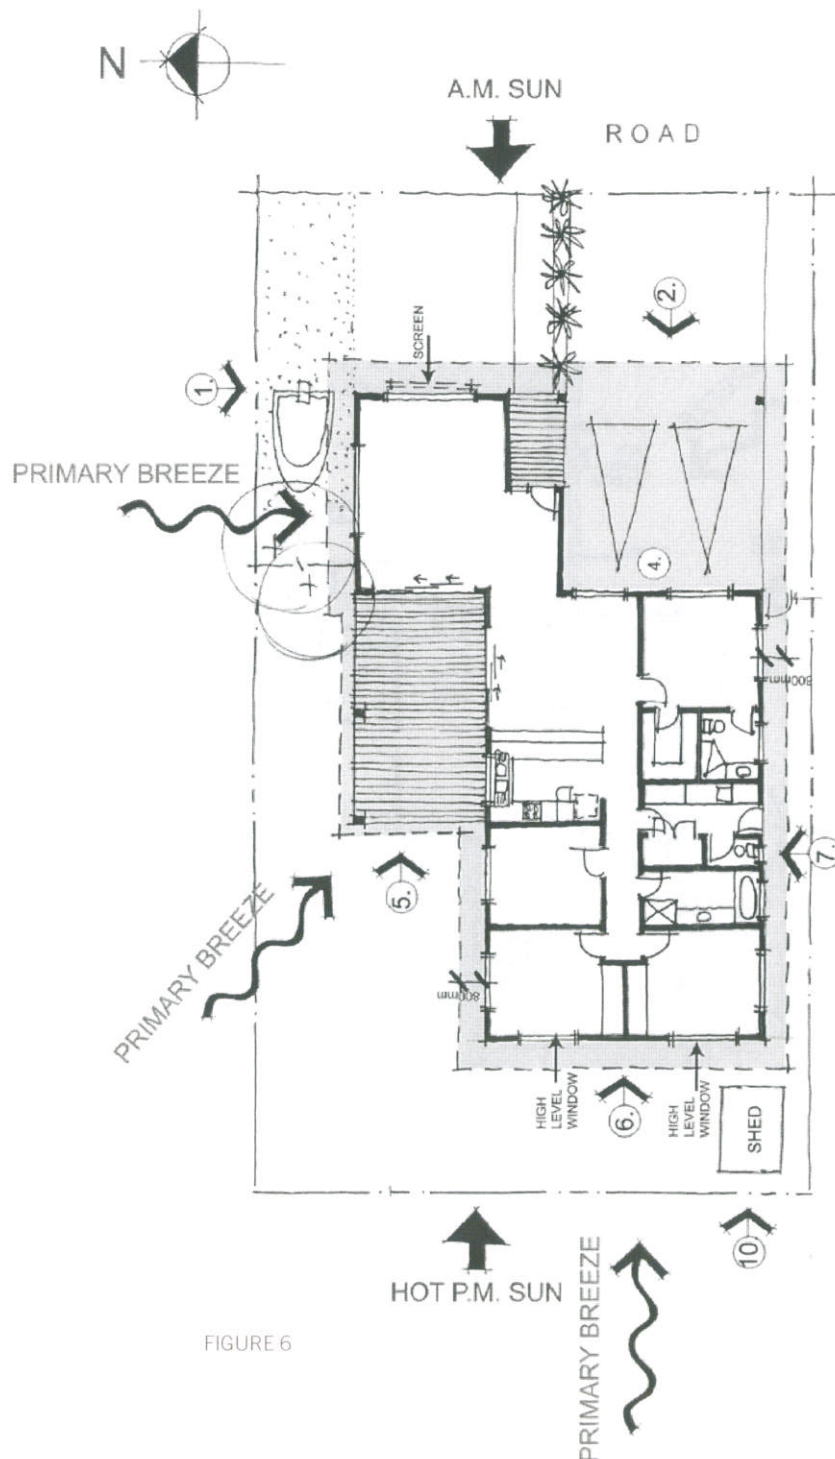 N
A.M. SUN
ROAD
2.
SCREEN
1.
PRIMARY BREEZE
4.
800mm
7.
5.
PRIMARY BREEZE
800mm
HIGH
LEVEL
WINDOW
6.
HIGH
LEVEL
WINDOW
SHED
10
HOT P.M. SUN
PRIMARY BREEZE
FIGURE 6